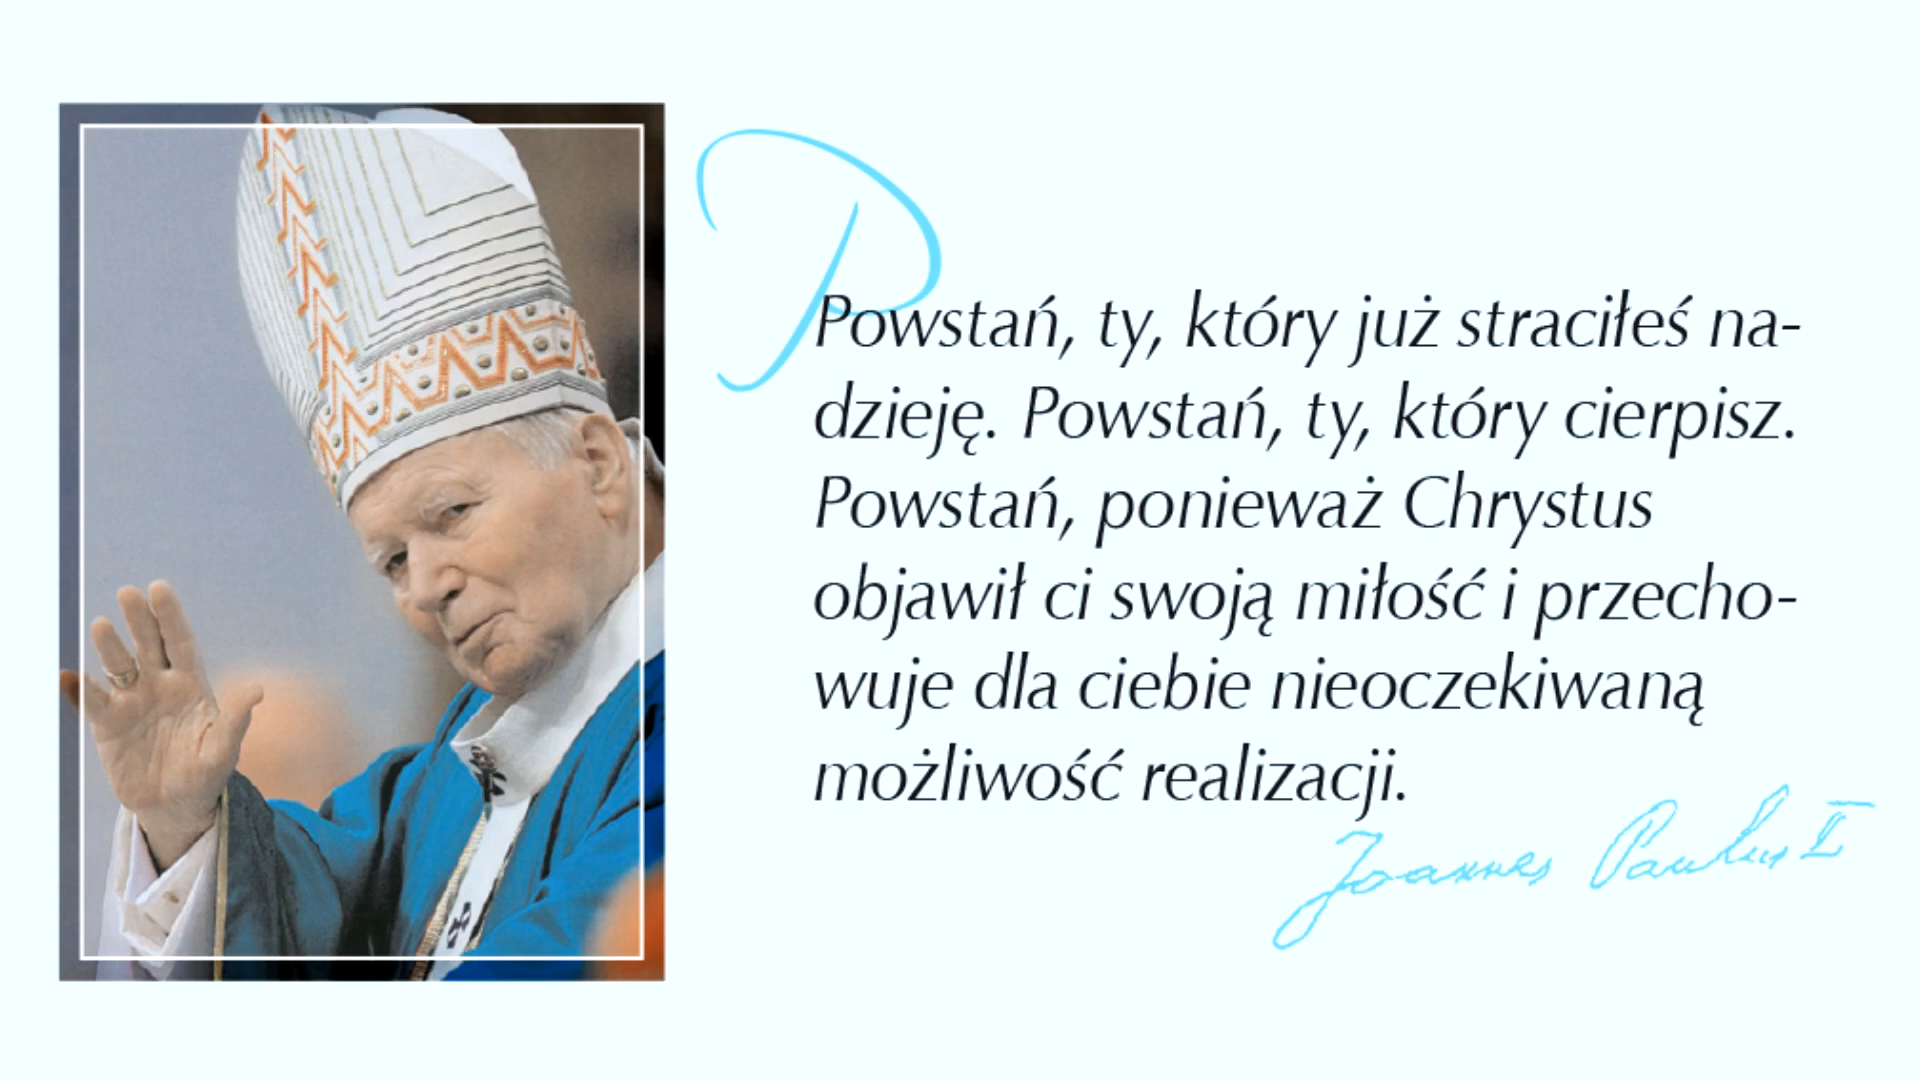 P
Powstań, ty, który już straciłeś na-
dzieję. Powstań, ty, który cierpisz.
Powstań, ponieważ Chrystus
objawił ci swoją miłość i przecho-
wuje dla ciebie nieoczekiwaną
możliwość realizacji.
Joannes Paulus II